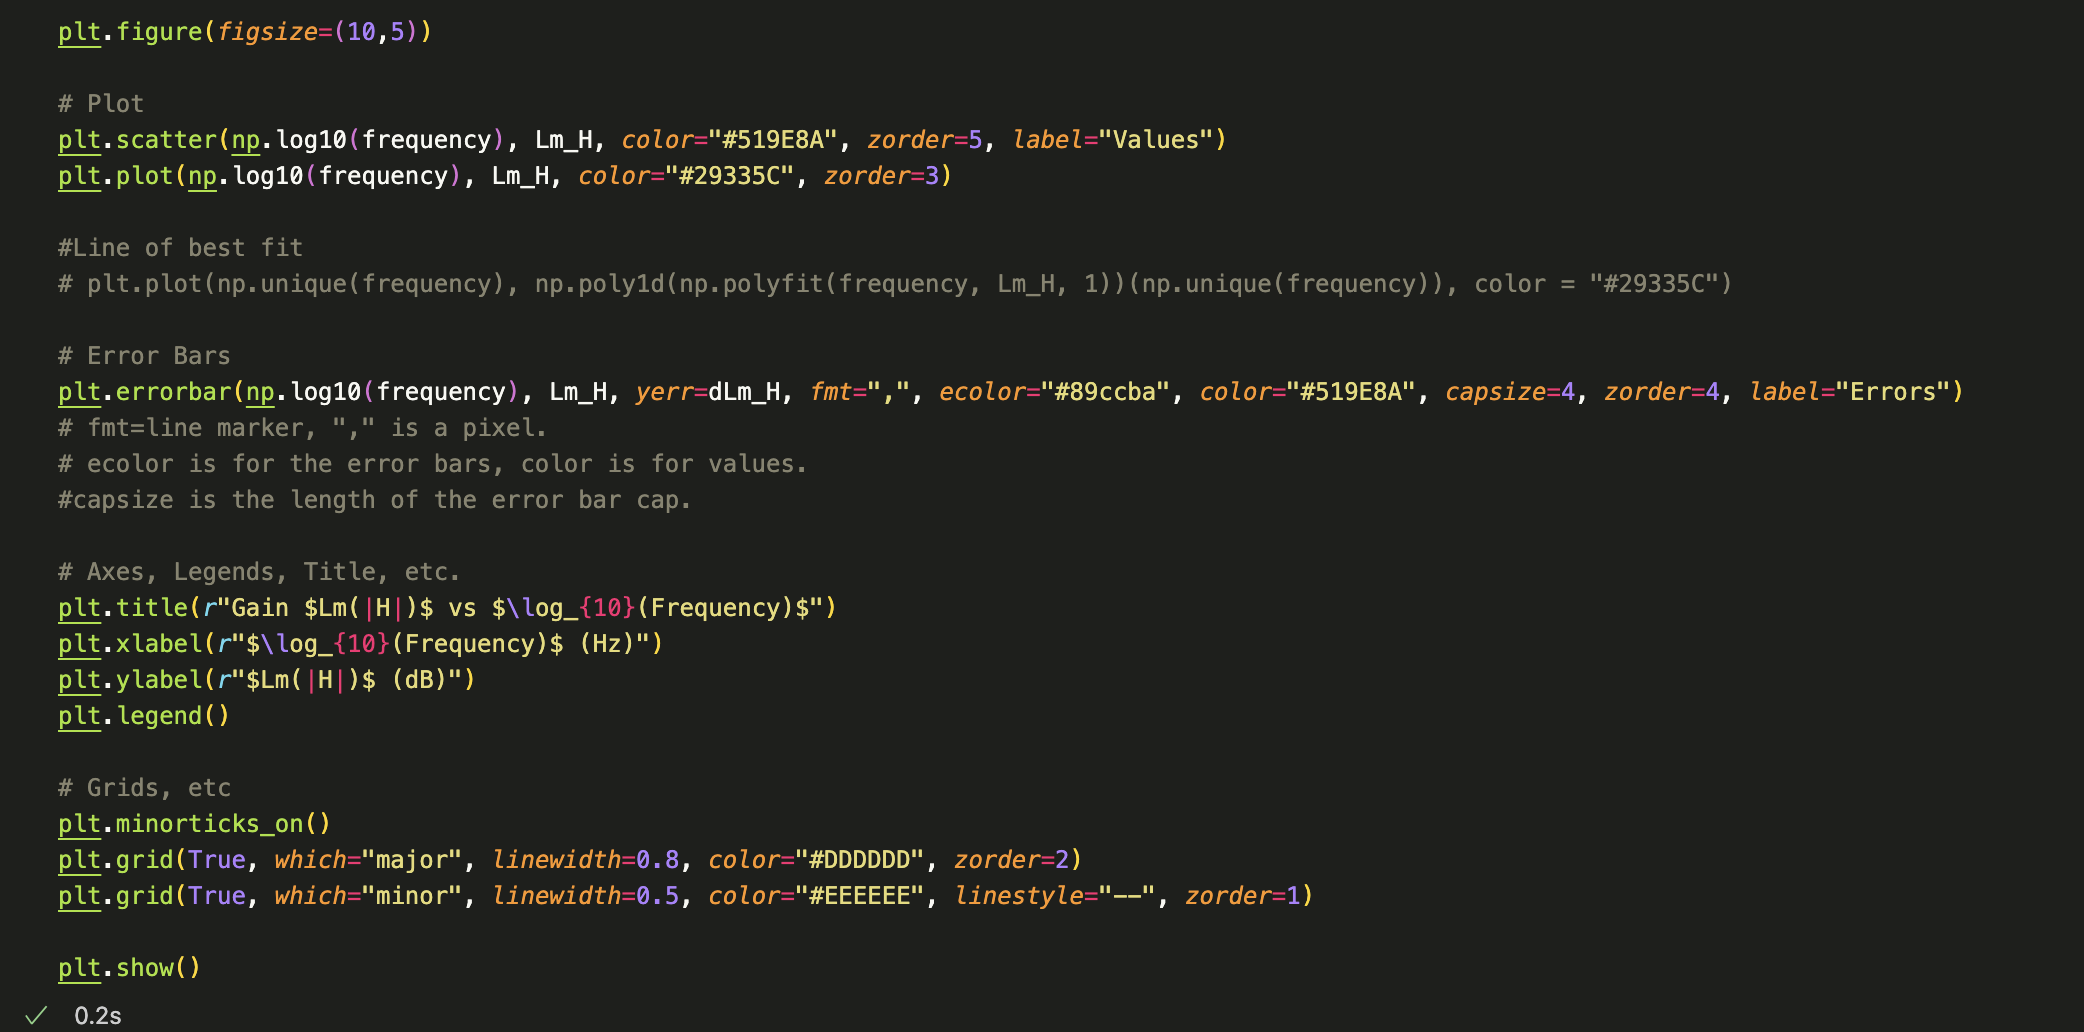 plt.figure(figsize=(10,5))
# Plot
plt.scatter(np.log10(frequency), Lm_H, color="#519E8A", zorder=5, label="Values")
plt.plot(np.log10(frequency), Lm_H, color="#29335C", zorder=3)
#Line of best fit
# plt.plot(np.unique(frequency), np.poly1d(np.polyfit(frequency, Lm_H, 1))(np.unique(frequency)), color = "#29335C")
# Error Bars
plt.errorbar(np.log10(frequency), Lm_H, yerr=dLm_H, fmt=",", ecolor="#89ccba", color="#519E8A", capsize=4, zorder=4, label="Errors")
# fmt=line marker, "," is a pixel.
# ecolor is for the error bars, color is for values.
#capsize is the length of the error bar cap.
# Axes, Legends, Title, etc.
plt.title(r"Gain $Lm(|H|)$ vs $\log_{10}(Frequency)$")
plt.xlabel(r"$\log_{10}(Frequency)$ (Hz)")
plt.ylabel(r"$Lm(|H|)$ (dB)")
plt.legend()
# Grids, etc
plt.minorticks_on()
plt.grid(True, which="major", linewidth=0.8, color="#DDDDDD", zorder=2)
plt.grid(True, which="minor", linewidth=0.5, color="#EEEEEE", linestyle="--", zorder=1)
plt.show()
✓ 0.2s